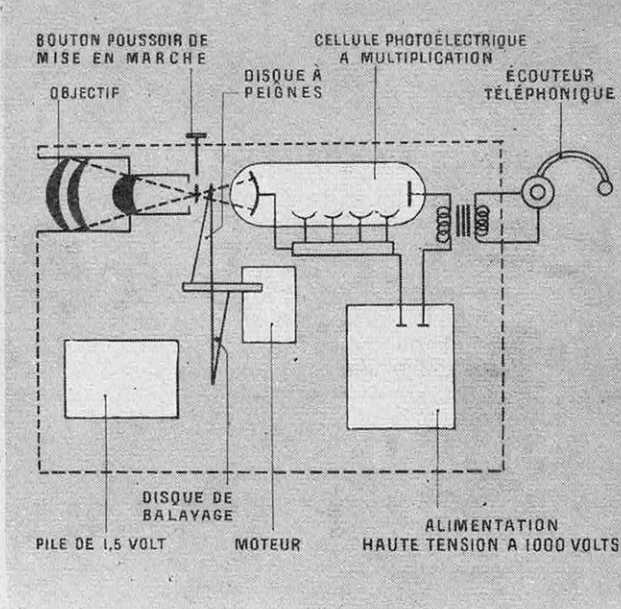 BOUTON POUSSOIR DE
MISE EN MARCHE
CELLULE PHOTOÉLECTRIQUE
A MULTIPLICATION
OBJECTIF
DISQUE À
PEIGNES
ÉCOUTEUR
TÉLÉPHONIQUE
DISQUE DE
BALAYAGE
PILE DE 1,5 VOLT
MOTEUR
ALIMENTATION
HAUTE TENSION A 1000 VOLTS